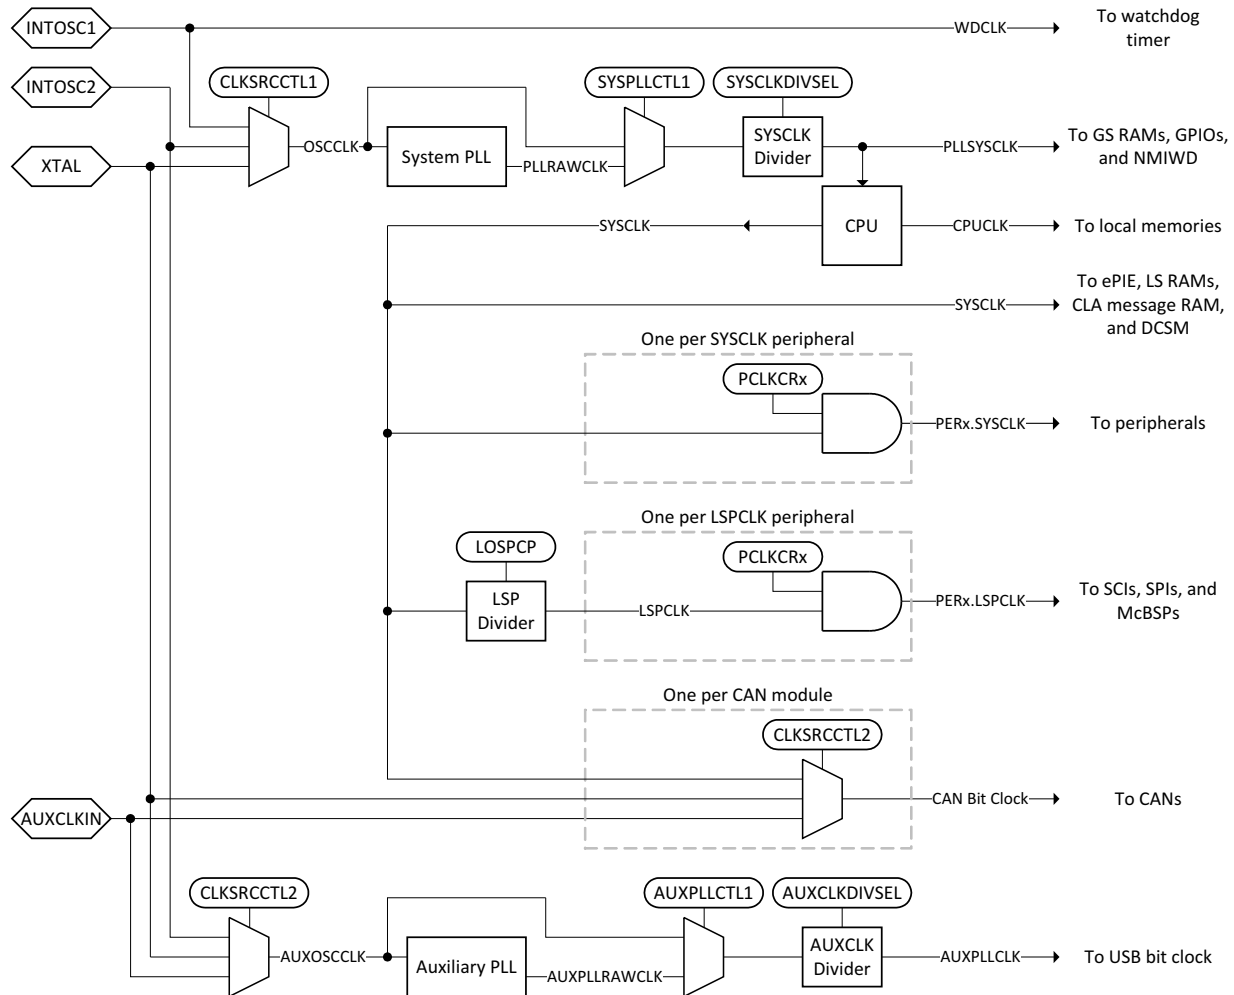 INTOSC1
WDCLK
To watchdog
timer
INTOSC2
CLKSRCCTL1
SYSPLLCTL1
SYSCLKDIVSEL
XTAL
OSCCLK
System PLL
PLLRAWCLK
SYSCLK
Divider
PLLSYSCLK
To GS RAMs, GPIOs,
and NMIWD
SYSCLK
CPU
CPUCLK
To local memories
SYSCLK
To ePIE, LS RAMs,
CLA message RAM,
and DCSM
One per SYSCLK peripheral
PCLKCRx
PERx.SYSCLK
To peripherals
One per LSPCLK peripheral
LOSPCP
PCLKCRx
LSP
Divider
LSPCLK
PERx.LSPCLK
To SCIs, SPIs, and
McBSPs
One per CAN module
CLKSRCCTL2
AUXCLKIN
CAN Bit Clock
To CANs
CLKSRCCTL2
AUXPLLCTL1
AUXCLKDIVSEL
AUXOSCCLK
Auxiliary PLL
AUXPLLRAWCLK
AUXCLK
Divider
AUXPLLCLK
To USB bit clock